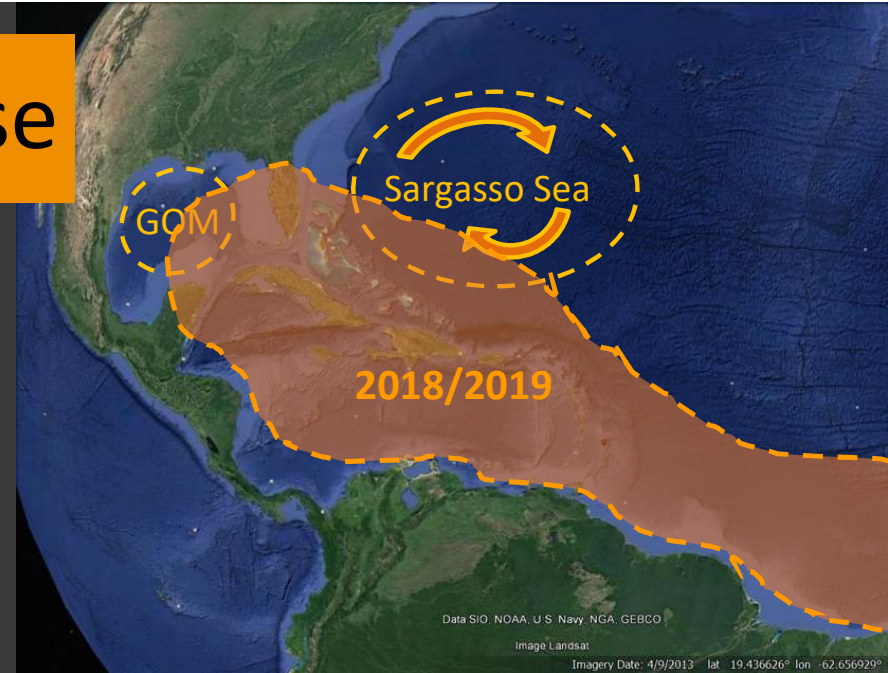 se
Sargasso Sea
GOM
2018/2019
Data SIO, NOAA, U.S. Navy, NGA, GEBCO
Image Landsat
Imagery Date: 4/9/2013 lat 19.436626° lon -62.656929°